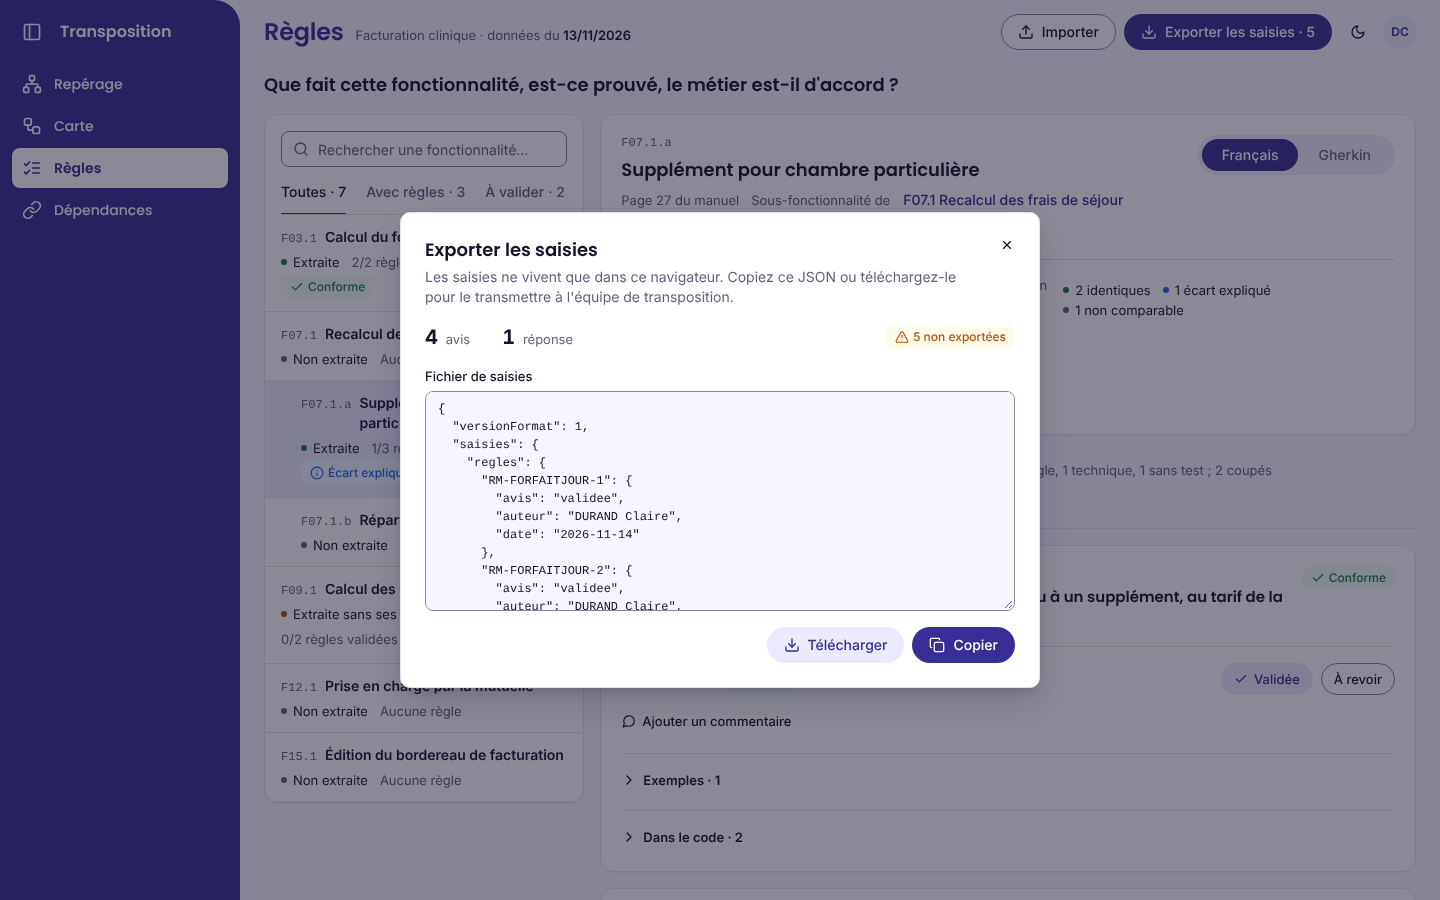 Transposition
Repérage
Carte
Règles
Dépendances
Règles
Facturation clinique · données du 13/11/2026
Importer
Exporter les saisies · 5
DC
Que fait cette fonctionnalité, est-ce prouvé, le métier est-il d'accord ?
Rechercher une fonctionnalité...
Toutes · 7
Avec règles · 3
À valider · 2
F03.1 Calcul du fo
Extraite 2/2 règl
Conforme
F07.1 Recalcul de
Non extraite Auc
F07.1.a Supplé
partic
Extraite 1/3 r
Écart expliqu
F07.1.b Répar
Non extraite
F09.1 Calcul des
Extraite sans ses
0/2 règles validées
F12.1 Prise en charge par la mutuelle
Non extraite Aucune règle
F15.1 Édition du bordereau de facturation
Non extraite Aucune règle
F07.1.a
Supplément pour chambre particulière
Page 27 du manuel Sous-fonctionnalité de F07.1 Recalcul des frais de séjour
Français
Gherkin
n
2 identiques
1 écart expliqué
1 non comparable
gle, 1 technique, 1 sans test ; 2 coupés
Conforme
u à un supplément, au tarif de la
Validée
À revoir
Ajouter un commentaire
Exemples · 1
Dans le code · 2
Exporter les saisies
Les saisies ne vivent que dans ce navigateur. Copiez ce JSON ou téléchargez-le
pour le transmettre à l'équipe de transposition.
4 avis
1 réponse
5 non exportées
Fichier de saisies
{
"versionFormat": 1,
"saisies": {
"regles": {
"RM-FORFAITJOUR-1": {
"avis": "validee",
"auteur": "DURAND Claire",
"date": "2026-11-14"
},
"RM-FORFAITJOUR-2": {
"avis": "validee",
"auteur": "DURAND Claire",
Télécharger
Copier